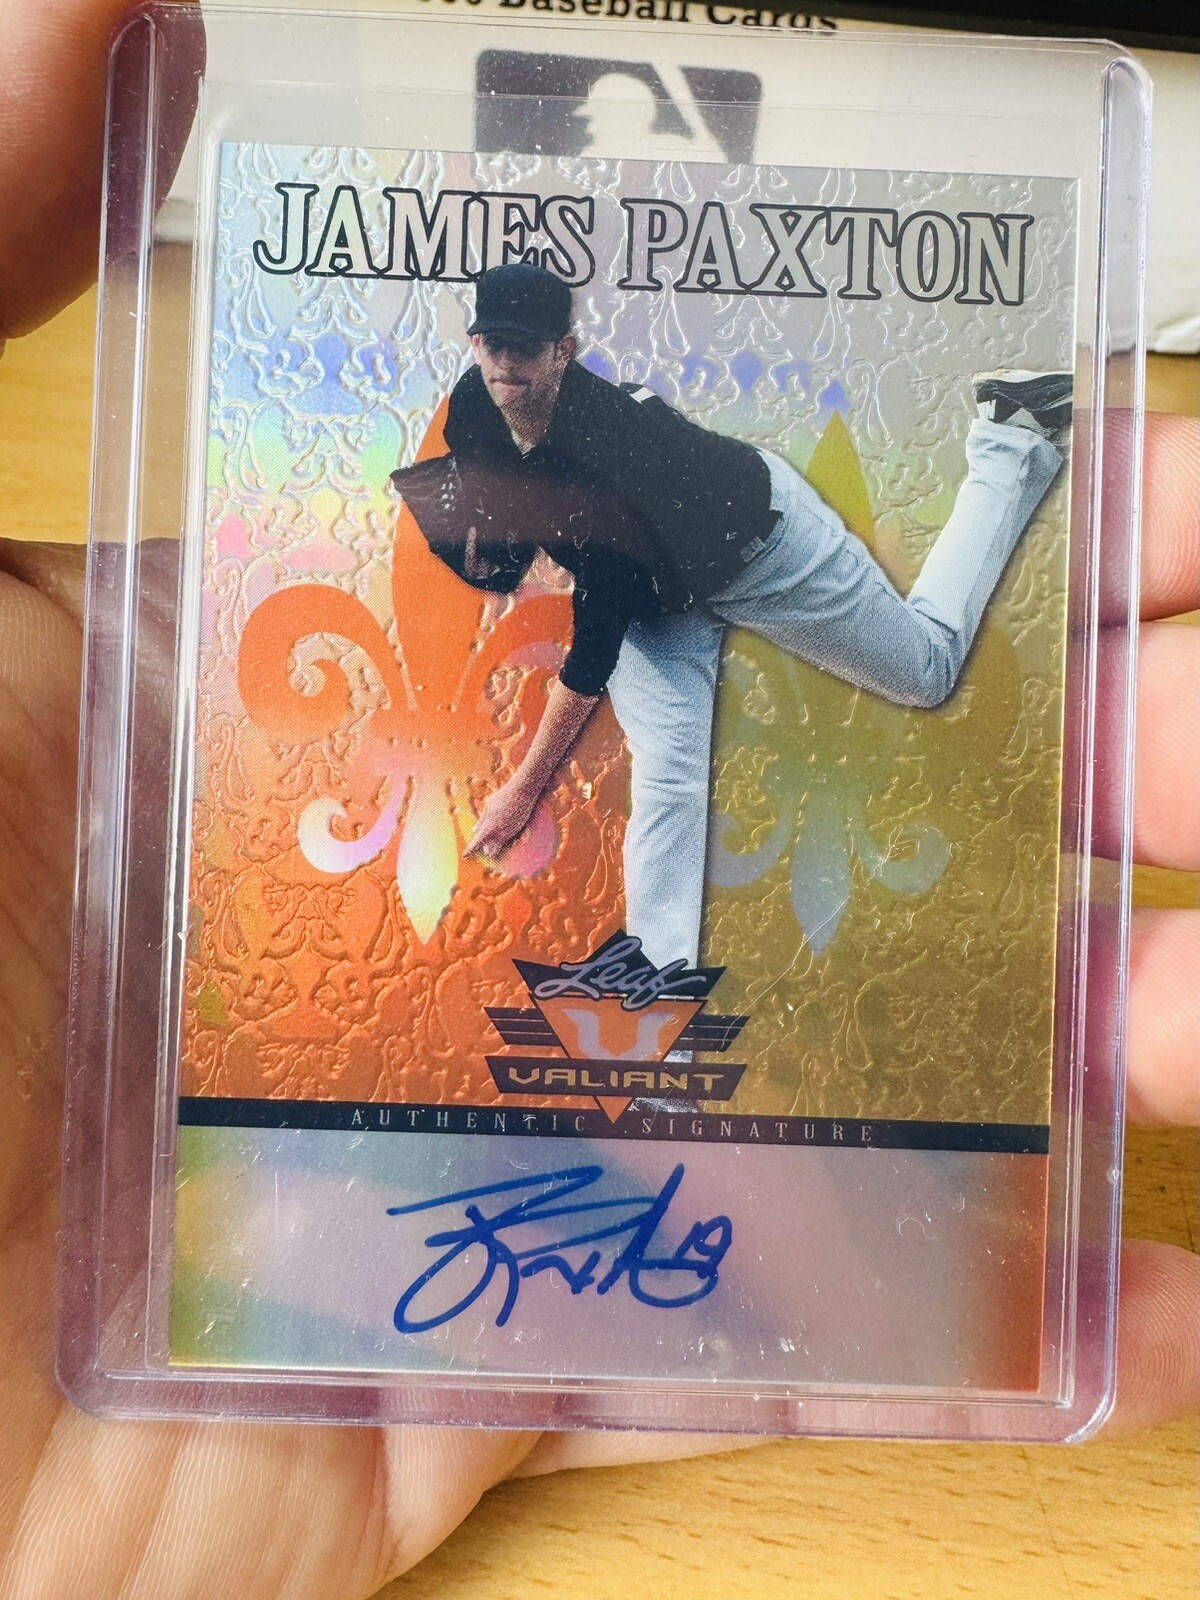 Baseball Cards
JAMES PAXTON
Leaf
VALIANT
AUTHENTIC SIGNATURE